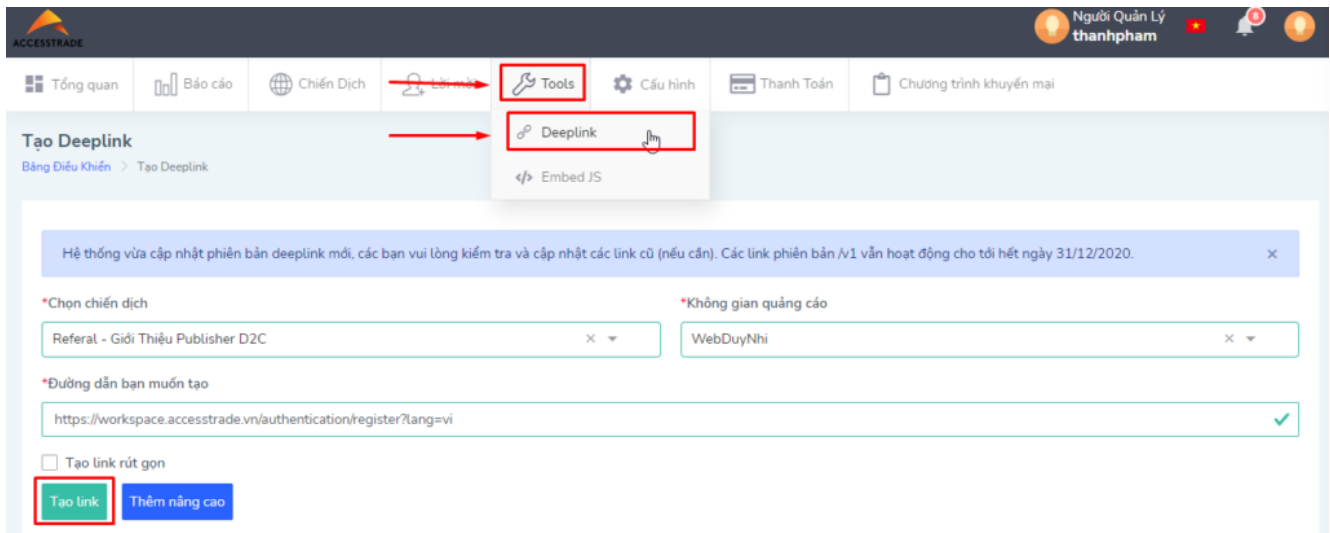 Người Quản Lý
8
ACCESSTRADE
thanhpham
Tổng quan
Báo cáo
Chiến Dịch
Lời mời
Tools
Cấu hình
Thanh Toán
Chương trình khuyến mại
Tạo Deeplink
Deeplink
Bảng Điều Khiển > Tạo Deeplink
</> Embed JS
Hệ thống vừa cập nhật phiên bản deeplink mới, các bạn vui lòng kiểm tra và cập nhật các link cũ (nếu cần). Các link phiên bản /v1 vẫn hoạt động cho tới hết ngày 31/12/2020.
*Chọn chiến dịch
*Không gian quảng cáo
Referal - Giới Thiệu Publisher D2C
WebDuyNhi
*Đường dẫn bạn muốn tạo
https://workspace.accesstrade.vn/authentication/register?lang=vi
Tạo link rút gọn
Tạo link
Thêm nâng cao